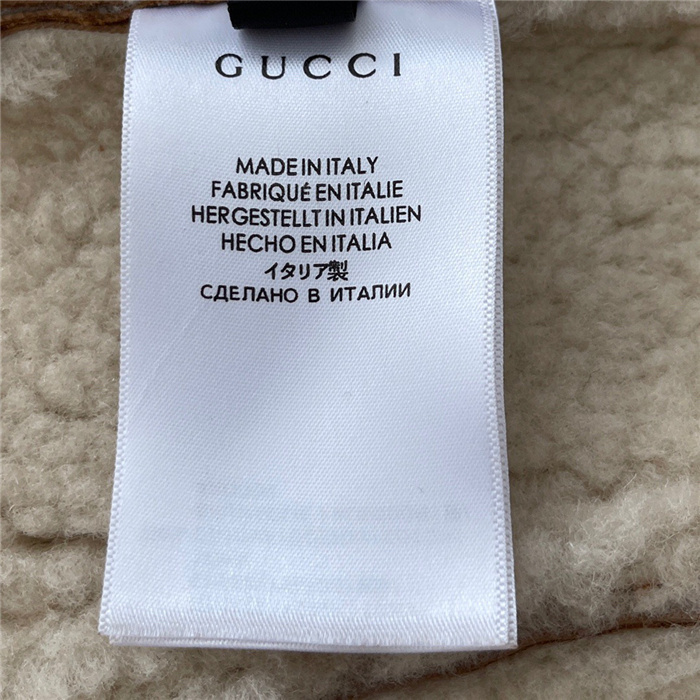 GUCCI
MADE IN ITALY
FABRIQUÉ EN ITALIE
HERGESTELLT IN ITALIEN
HECHO EN ITALIA
イタリア製
СДЕЛАНО В ИТАЛИИ